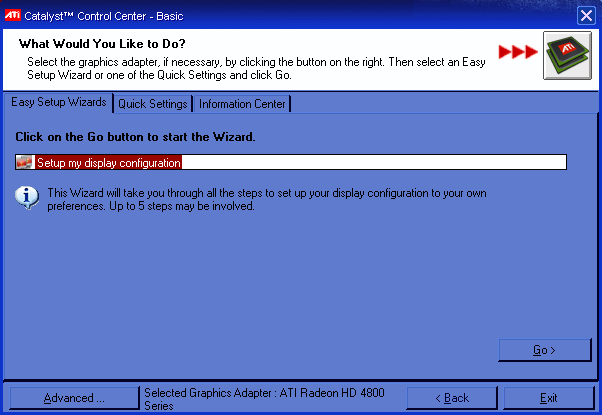 ATI Catalyst™ Control Center - Basic
What Would You Like to Do?
Select the graphics adapter, if necessary, by clicking the button on the right. Then select an Easy
Setup Wizard or one of the Quick Settings and click Go.
ATI
Easy Setup Wizards Quick Settings Information Center
Click on the Go button to start the Wizard.
Setup my display configuration
This Wizard will take you through all the steps to set up your display configuration to your own
preferences. Up to 5 steps may be involved.
Go >
Advanced ... Selected Graphics Adapter : ATI Radeon HD 4800
Series
< Back Exit